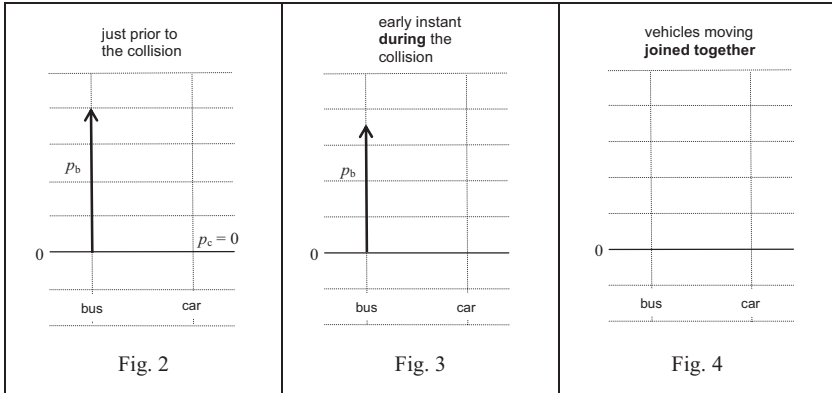 just prior to
the collision
p_b
p_c = 0
0
bus car
Fig. 2
early instant
during the
collision
p_b
0
bus car
Fig. 3
vehicles moving
joined together
0
bus car
Fig. 4